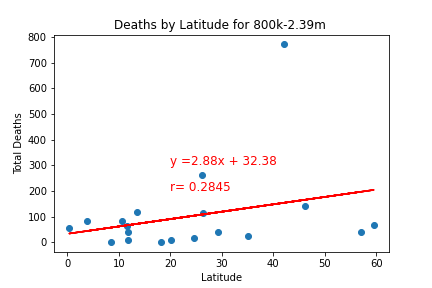 Deaths by Latitude for 800k-2.39m
Total Deaths
800
700
600
500
400
300
200
100
0
y =2.88x + 32.38
r= 0.2845
0 10 20 30 40 50 60
Latitude